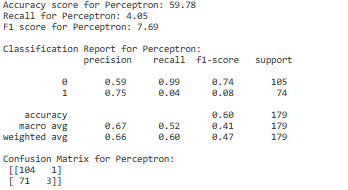 Accuracy score for Perceptron: 59.78
Recall for Perceptron: 4.05
F1 score for Perceptron: 7.69
Classification Report for Perceptron:
precision recall f1-score support
0 0.59 0.99 0.74 105
1 0.75 0.04 0.08 74
accuracy 0.60 179
macro avg 0.67 0.52 0.41 179
weighted avg 0.66 0.60 0.47 179
Confusion Matrix for Perceptron:
[[104 1]
[ 71 3]]